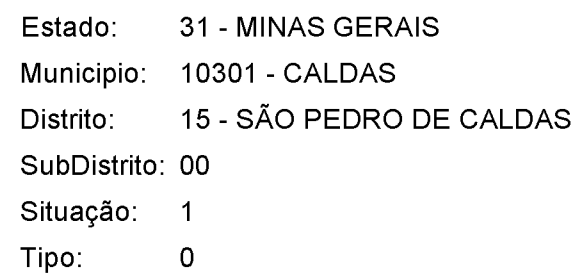 Estado: 31 - MINAS GERAIS
Municipio: 10301 - CALDAS
Distrito: 15 - SÃO PEDRO DE CALDAS
SubDistrito: 00
Situação: 1
Tipo: 0